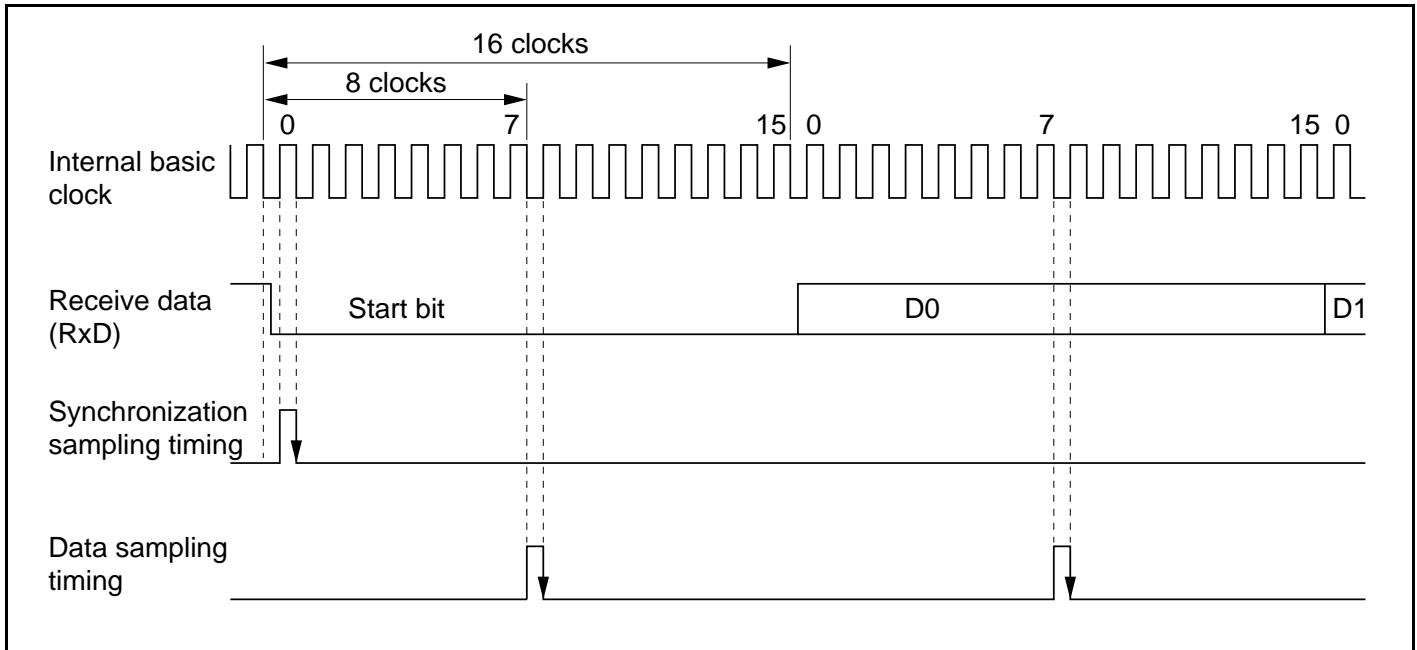 16 clocks
8 clocks
0 7 15 0 7 15 0
Internal basic
clock
Receive data
(RxD)
Start bit D0 D1
Synchronization
sampling timing
Data sampling
timing